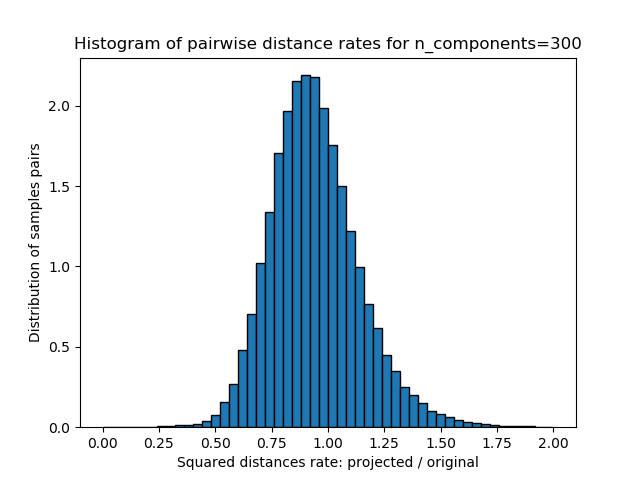 Histogram of pairwise distance rates for n_components=300
Distribution of samples pairs
2.0
1.5
1.0
0.5
0.0
0.00 0.25 0.50 0.75 1.00 1.25 1.50 1.75 2.00
Squared distances rate: projected / original